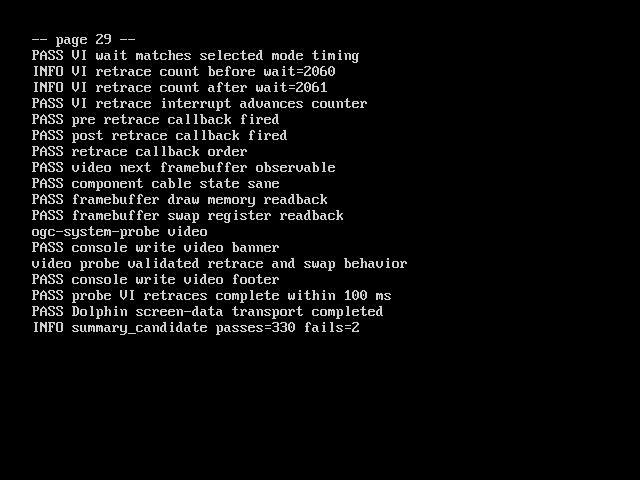 -- page 29 --
PASS VI wait matches selected mode timing
INFO VI retrace count before wait=2060
INFO VI retrace count after wait=2061
PASS VI retrace interrupt advances counter
PASS pre retrace callback fired
PASS post retrace callback fired
PASS retrace callback order
PASS video next framebuffer observable
PASS component cable state sane
PASS framebuffer draw memory readback
PASS framebuffer swap register readback
ogc-system-probe video
PASS console write video banner
video probe validated retrace and swap behavior
PASS console write video footer
PASS probe VI retraces complete within 100 ms
PASS Dolphin screen-data transport completed
INFO summary_candidate passes=330 fails=2